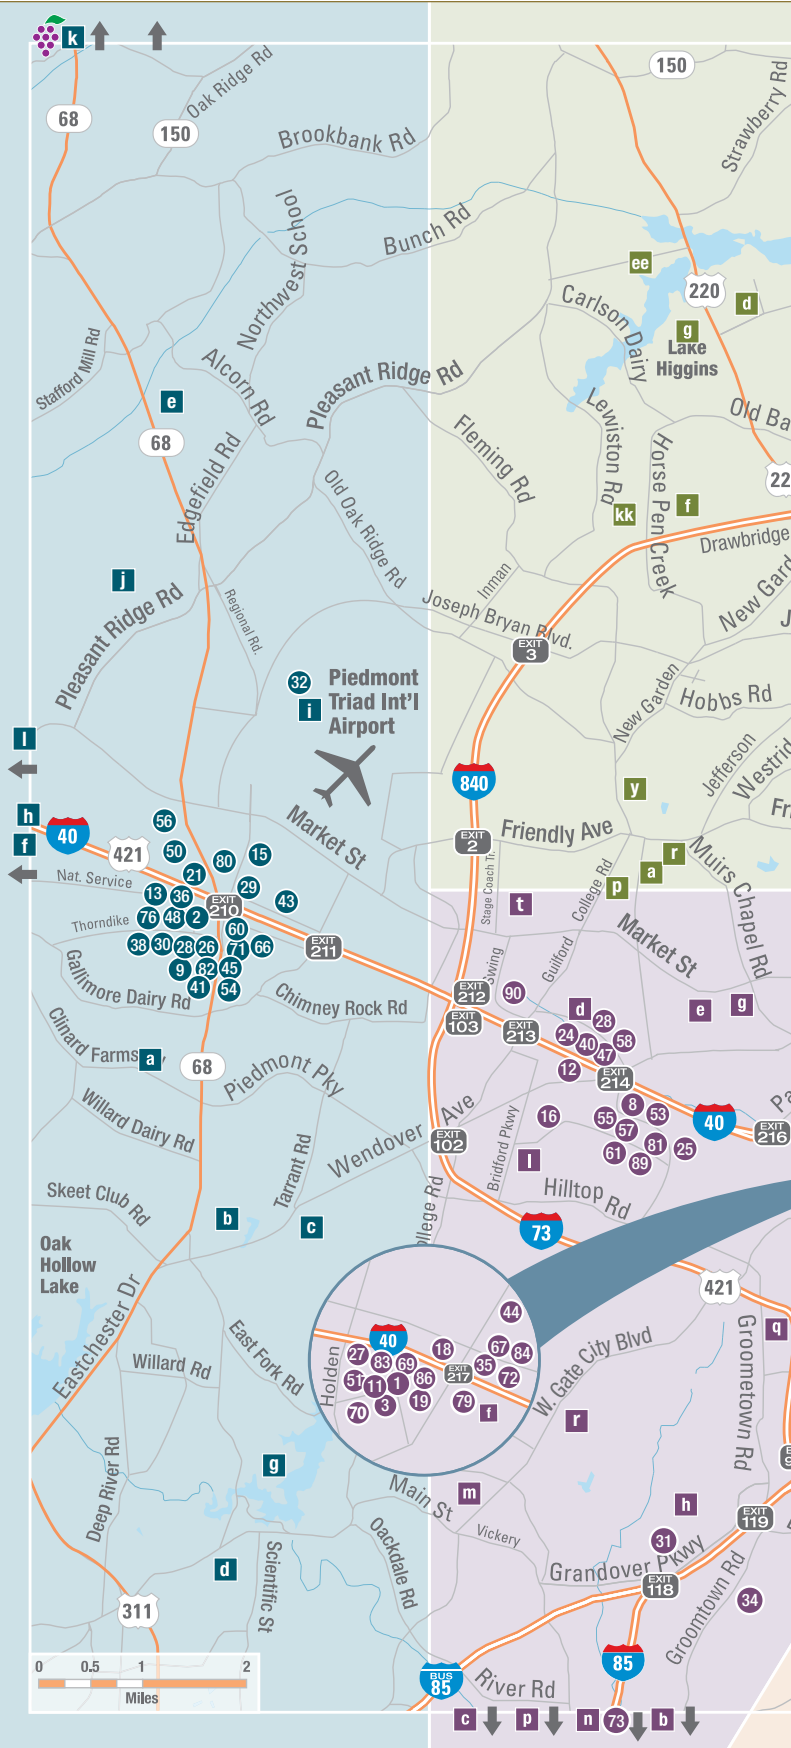 k
Oak Ridge Rd
150
68
150
Brookbank Rd
Strawberry Rd
Northwest School
Bunch Rd
ee
220
d
Carlson Dairy
g
Lake
Higgins
Stafford Mill Rd
Alcorn Rd
Pleasant Ridge Rd
e
Lewiston Rd
Old Ba
68
Fleming Rd
Horse Pen Creek
Edgefield Rd
22
Old Oak Ridge Rd
kk
f
Drawbridge
j
Inman
New Gard
Pleasant Ridge Rd
Regional Rd.
Joseph Bryan Blvd.
J
EXIT
3
32
Piedmont
Triad Int'l
Airport
i
New Garden
Hobbs Rd
l
Jefferson
Westrid
840
y
h
40
f
56
Market St
Fri
421
50
80
15
EXIT
2
Friendly Ave
Muirs Chapel Rd
Nat. Service
21
29
Stage Coach Tr.
College Rd
r
a
p
13
36
EXIT
210
43
t
Thorndike
76
48
2
60
Market St
38
30
28
26
71
66
EXIT
211
Swing
Guilford
9
82
45
41
54
Gallimore Dairy Rd
Chimney Rock Rd
EXIT
212
90
EXIT
103
EXIT
213
d
28
e
g
24
40
58
47
Clinard Farms
a
68
Piedmont Pky
12
EXIT
214
Willard Dairy Rd
Wendover Ave
Bridford Pkwy
8
53
40
Pa
16
55
57
EXIT
216
EXIT
102
81
25
61
89
Tarrant Rd
l
Skeet Club Rd
Hilltop Rd
b
c
llege Rd
73
Oak
Hollow
Lake
421
Eastchester Dr
44
q
40
East Fork Rd
Holden
27
83
69
18
67
84
35
51
11
1
86
EXIT
217
72
70
3
19
79
f
Willard Rd
W. Gate City Blvd
Groometown Rd
r
g
Main St
m
Deep River Rd
Vickery
h
EXIT
119
31
Scientific St
Oackdale Rd
d
Grandover Pkwy
EXIT
118
311
Groomtown Rd
34
0 0.5 1 2
Miles
BUS
85
River Rd
85
c
p
n
73
b